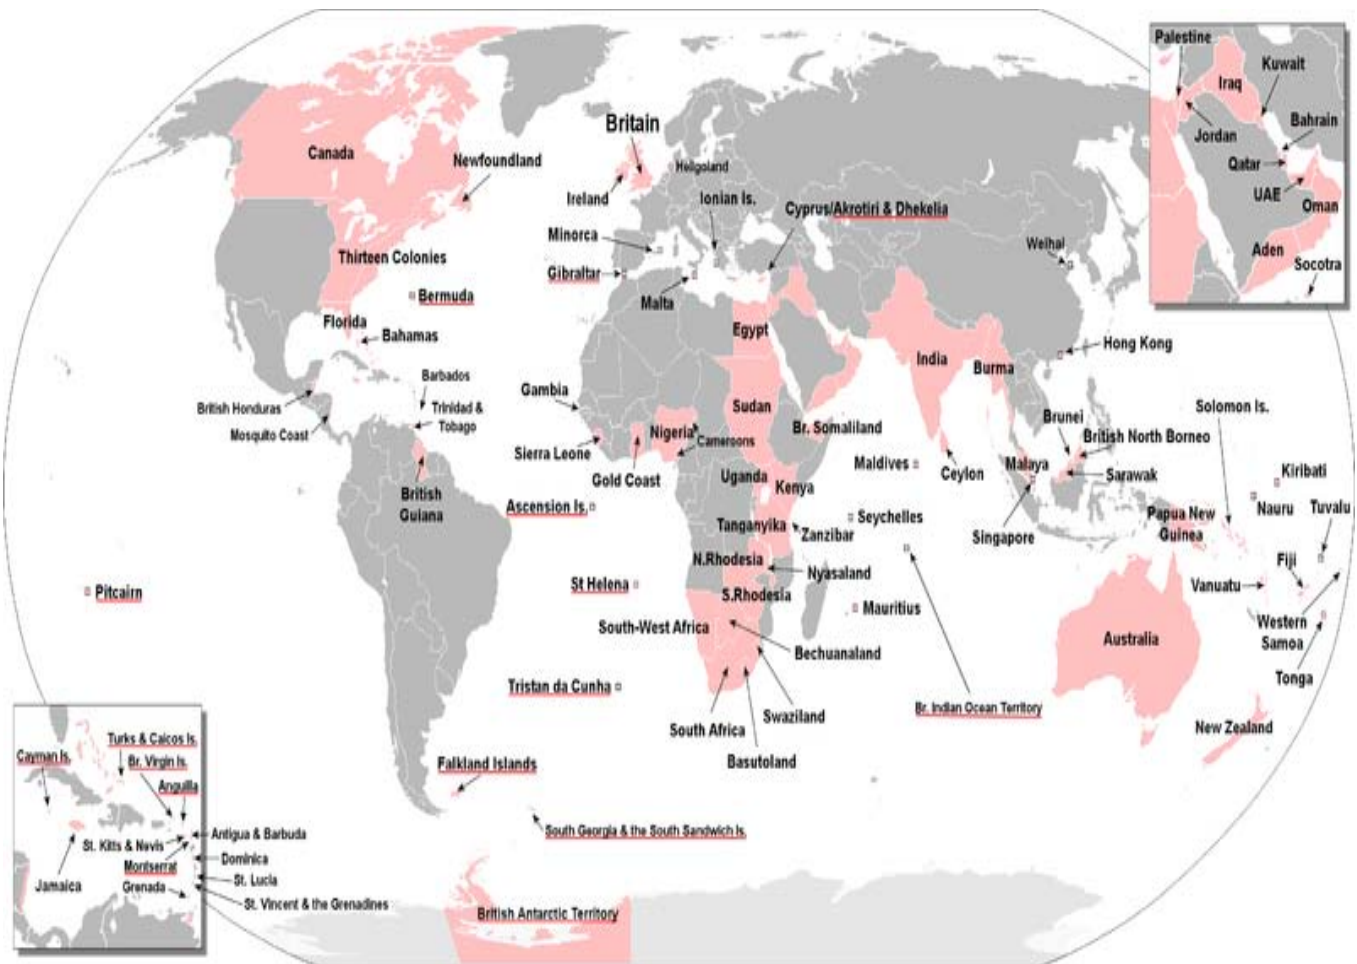 Palestine
Kuwait
Iraq
Bahrain
Jordan
Qatar
UAE
Oman
Aden
Socotra
Britain
Canada
Newfoundland
Heligoland
Ireland
Ionian Is.
Cyprus/Akrotiri & Dhekelia
Minorca
Weihai
Thirteen Colonies
Gibraltar
Bermuda
Malta
Florida
Egypt
Bahamas
Hong Kong
India
Burma
Barbados
Gambia
British Honduras
Trinidad &
Tobago
Mosquito Coast
Sudan
Solomon Is.
Brunei
Br. Somaliland
Nigeria
British North Borneo
Cameroons
Sierra Leone
Maldives
Malaya
Ceylon
Sarawak
Kiribati
Gold Coast
Uganda
Kenya
British
Guiana
Ascension Is.
Nauru
Tuvalu
Seychelles
Papua New
Guinea
Tanganyika
Zanzibar
Singapore
N.Rhodesia
Nyasaland
Fiji
St Helena
Vanuatu
Pitcairn
S.Rhodesia
Mauritius
South-West Africa
Western
Samoa
Australia
Bechuanaland
Tonga
Tristan da Cunha
Br. Indian Ocean Territory
Swaziland
South Africa
New Zealand
Basutoland
Falkland Islands
South Georgia & the South Sandwich Is.
British Antarctic Territory
Turks & Caicos Is.
Cayman Is.
Br. Virgin Is.
Anguilla
Antigua & Barbuda
St. Kitts & Nevis
Dominica
Montserrat
St. Lucia
Jamaica
Grenada
St. Vincent & the Grenadines